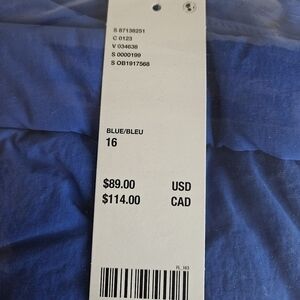 S 87138251
C 0123
V 034638
S 0000199
S OB1917568
BLUE/BLEU
16
$89.00 USD
$114.00 CAD